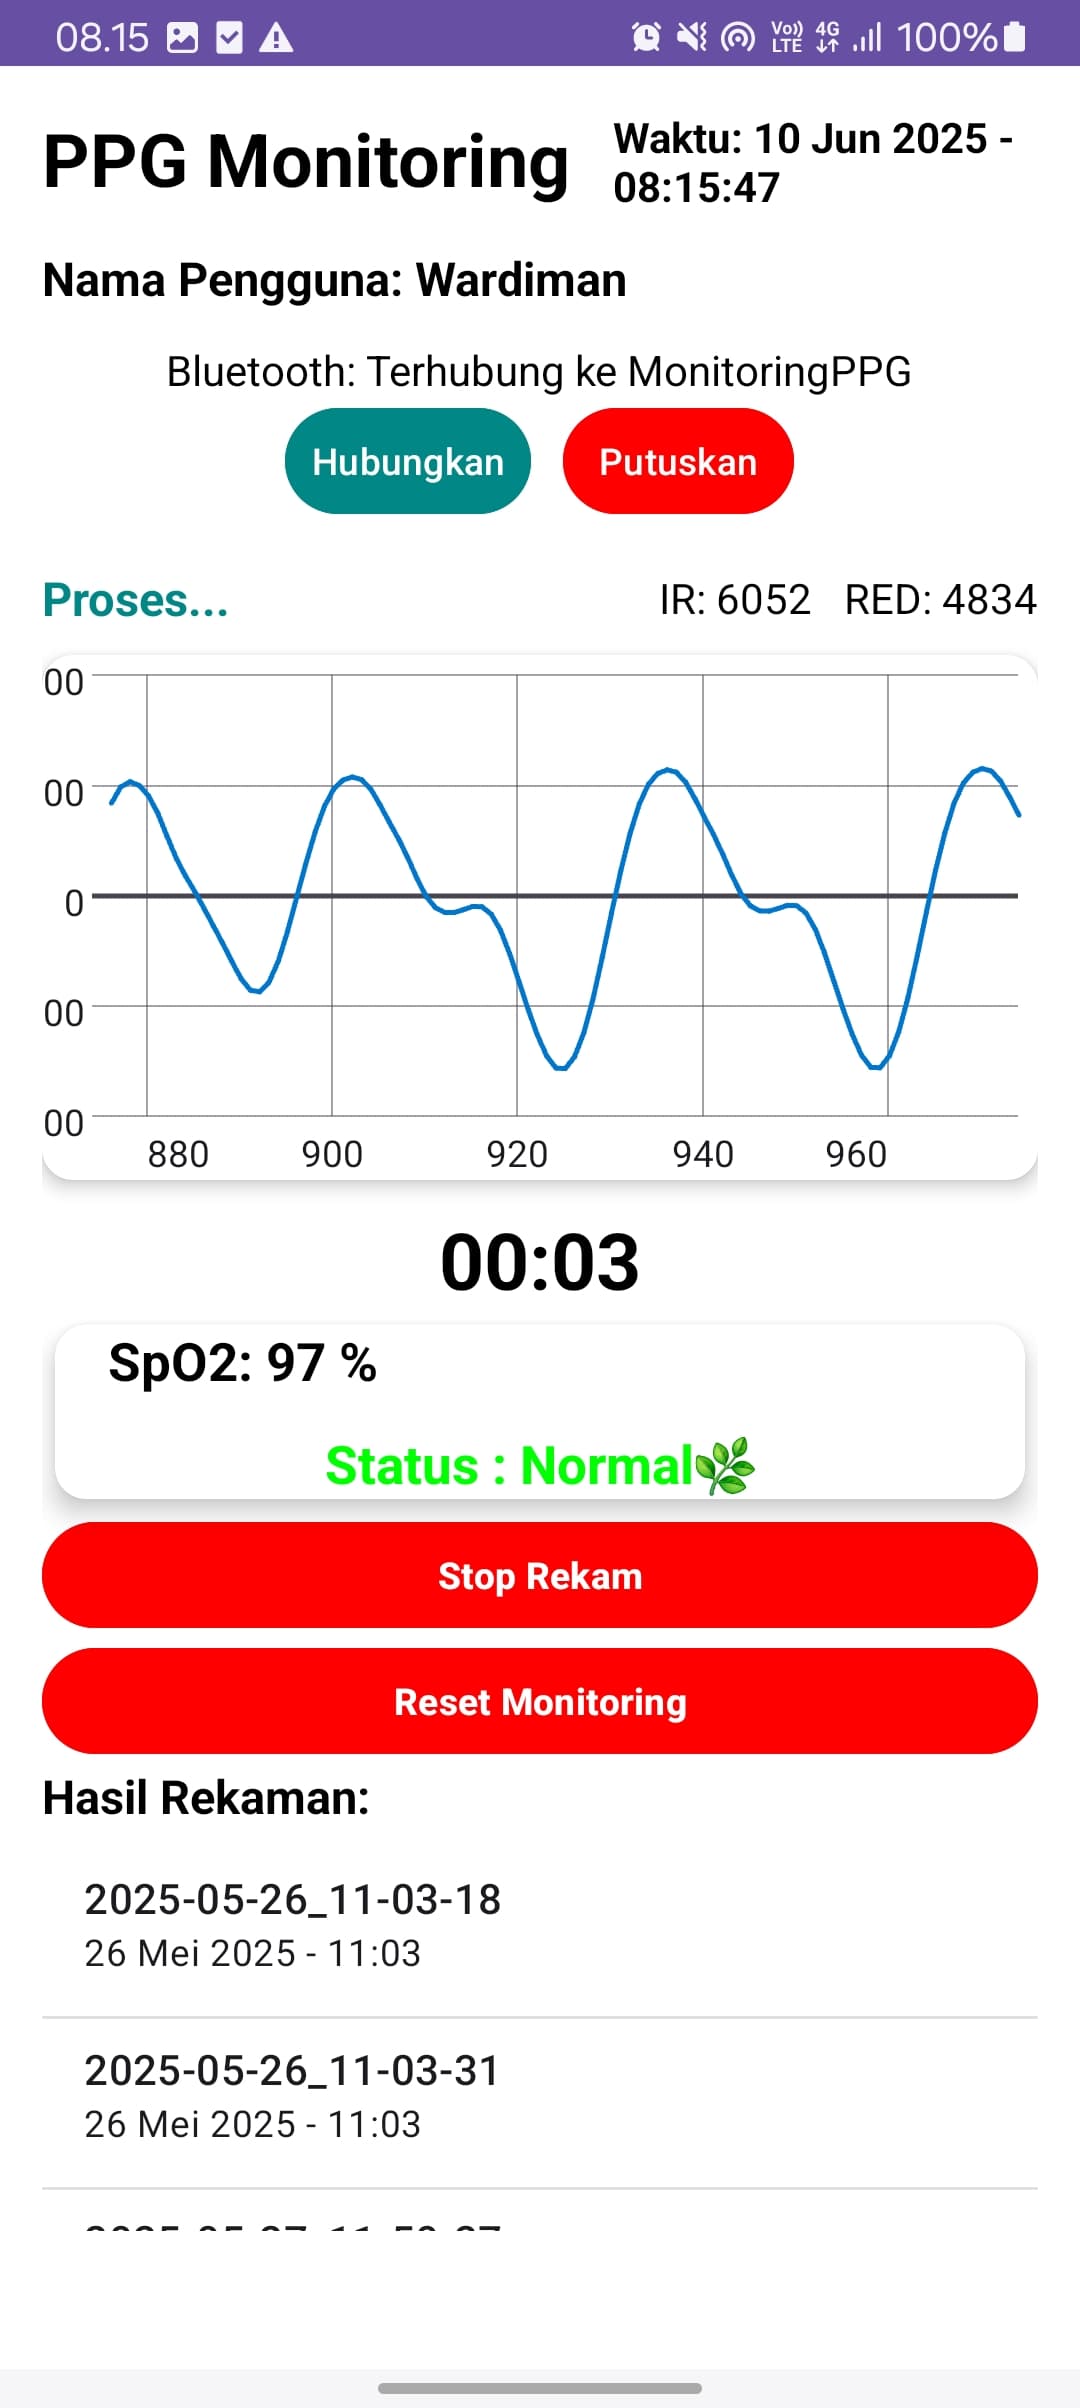 08.15 Vo)) LTE 4G 100%
PPG Monitoring
Waktu: 10 Jun 2025 -
08:15:47
Nama Pengguna: Wardiman
Bluetooth: Terhubung ke MonitoringPPG
Hubungkan Putuskan
Proses... IR: 6052 RED: 4834
00
00
0
00
00
880 900 920 940 960
00:03
SpO2: 97 %
Status : Normal🌿
Stop Rekam
Reset Monitoring
Hasil Rekaman:
2025-05-26_11-03-18
26 Mei 2025 - 11:03
2025-05-26_11-03-31
26 Mei 2025 - 11:03